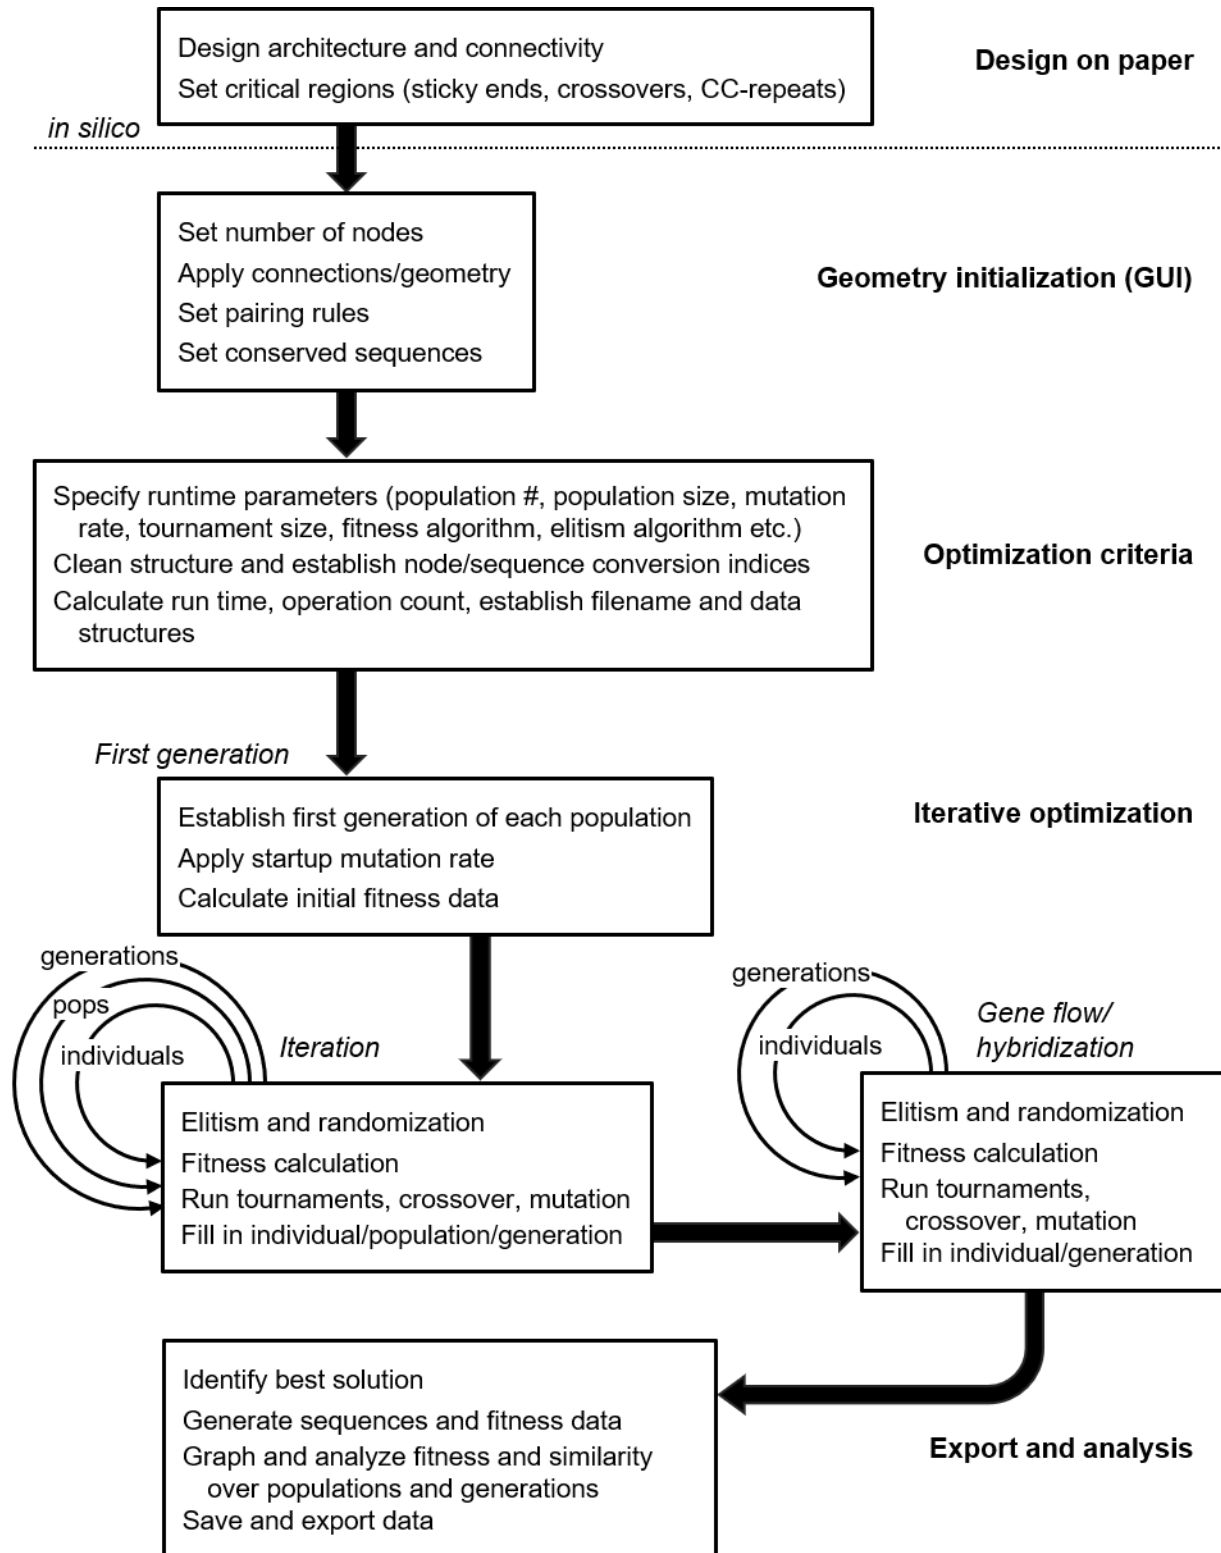 Design architecture and connectivity
Set critical regions (sticky ends, crossovers, CC-repeats)
Design on paper
in silico
Set number of nodes
Apply connections/geometry
Set pairing rules
Set conserved sequences
Geometry initialization (GUI)
Specify runtime parameters (population #, population size, mutation
rate, tournament size, fitness algorithm, elitism algorithm etc.)
Clean structure and establish node/sequence conversion indices
Calculate run time, operation count, establish filename and data
structures
Optimization criteria
First generation
Establish first generation of each population
Apply startup mutation rate
Calculate initial fitness data
Iterative optimization
generations
pops
individuals
Iteration
Elitism and randomization
Fitness calculation
Run tournaments, crossover, mutation
Fill in individual/population/generation
generations
individuals
Gene flow/
hybridization
Elitism and randomization
Fitness calculation
Run tournaments,
crossover, mutation
Fill in individual/generation
Identify best solution
Generate sequences and fitness data
Graph and analyze fitness and similarity
over populations and generations
Save and export data
Export and analysis